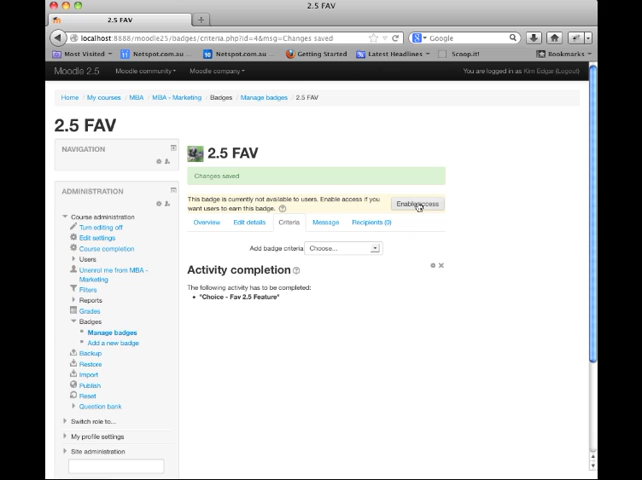 2.5 FAV
2.5 FAV
localhost:8888/moodle25/badges/criteria.php?id=4&msg=Changes saved
Google
Most Visited
Netspot.com.au...
Netspot.com.au...
Getting Started
Latest Headlines
Scoop.it!
Bookmarks
Moodle 2.5
Moodle community
Moodle company
You are logged in as Kim Edgar (Logout)
Home / My courses / MBA / MBA - Marketing / Badges / Manage badges / 2.5 FAV
2.5 FAV
NAVIGATION
ADMINISTRATION
Course administration
Turn editing off
Edit settings
Course completion
Users
Unenrol me from MBA -
Marketing
Filters
Reports
Grades
Badges
Manage badges
Add a new badge
Backup
Restore
Import
Publish
Reset
Question bank
Switch role to...
My profile settings
Site administration
2.5 FAV
Changes saved
This badge is currently not available to users. Enable access if you
want users to earn this badge.
Enable access
Overview
Edit details
Criteria
Message
Recipients (0)
Add badge criteria
Choose...
Activity completion
The following activity has to be completed:
• "Choice - Fav 2.5 Feature"